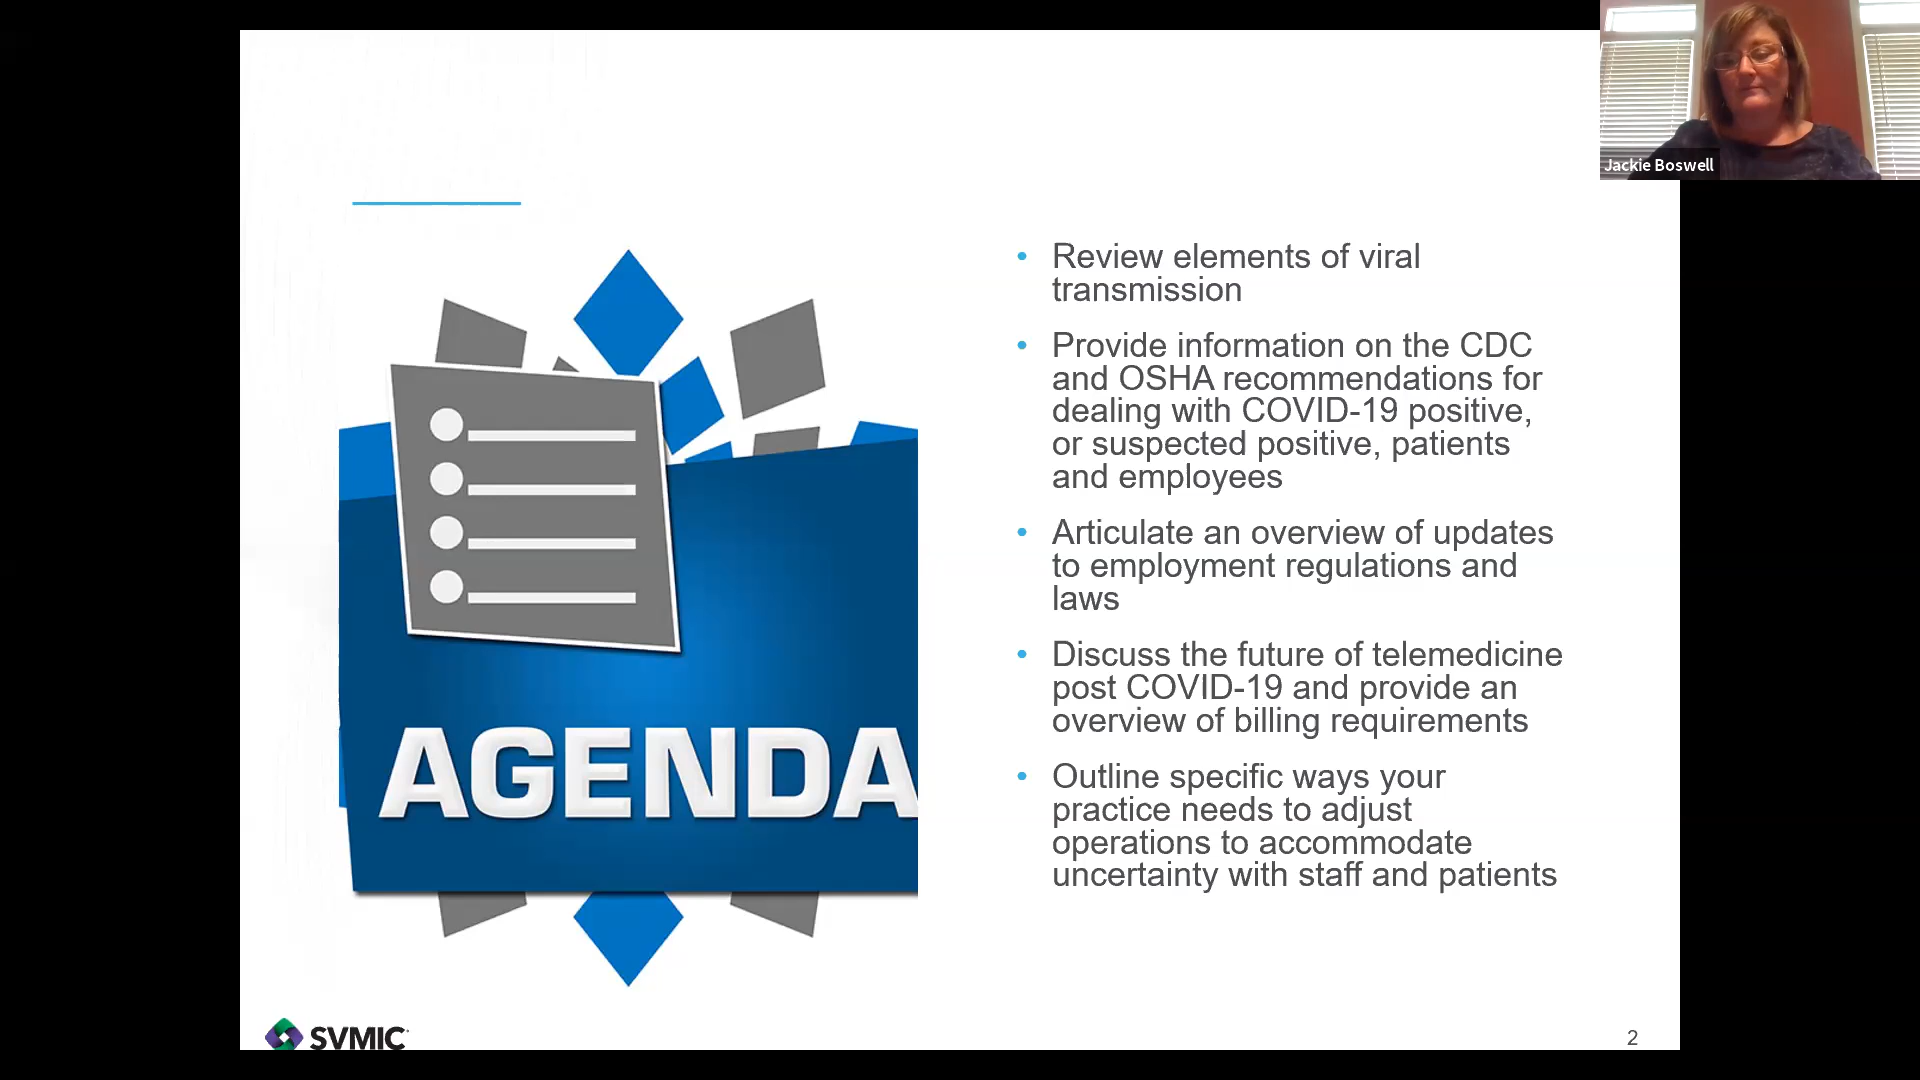 Jackie Boswell
• Review elements of viral
transmission
• Provide information on the CDC
and OSHA recommendations for
dealing with COVID-19 positive,
or suspected positive, patients
and employees
• Articulate an overview of updates
to employment regulations and
laws
• Discuss the future of telemedicine
post COVID-19 and provide an
overview of billing requirements
• Outline specific ways your
practice needs to adjust
operations to accommodate
uncertainty with staff and patients
AGENDA
SVMIC
2